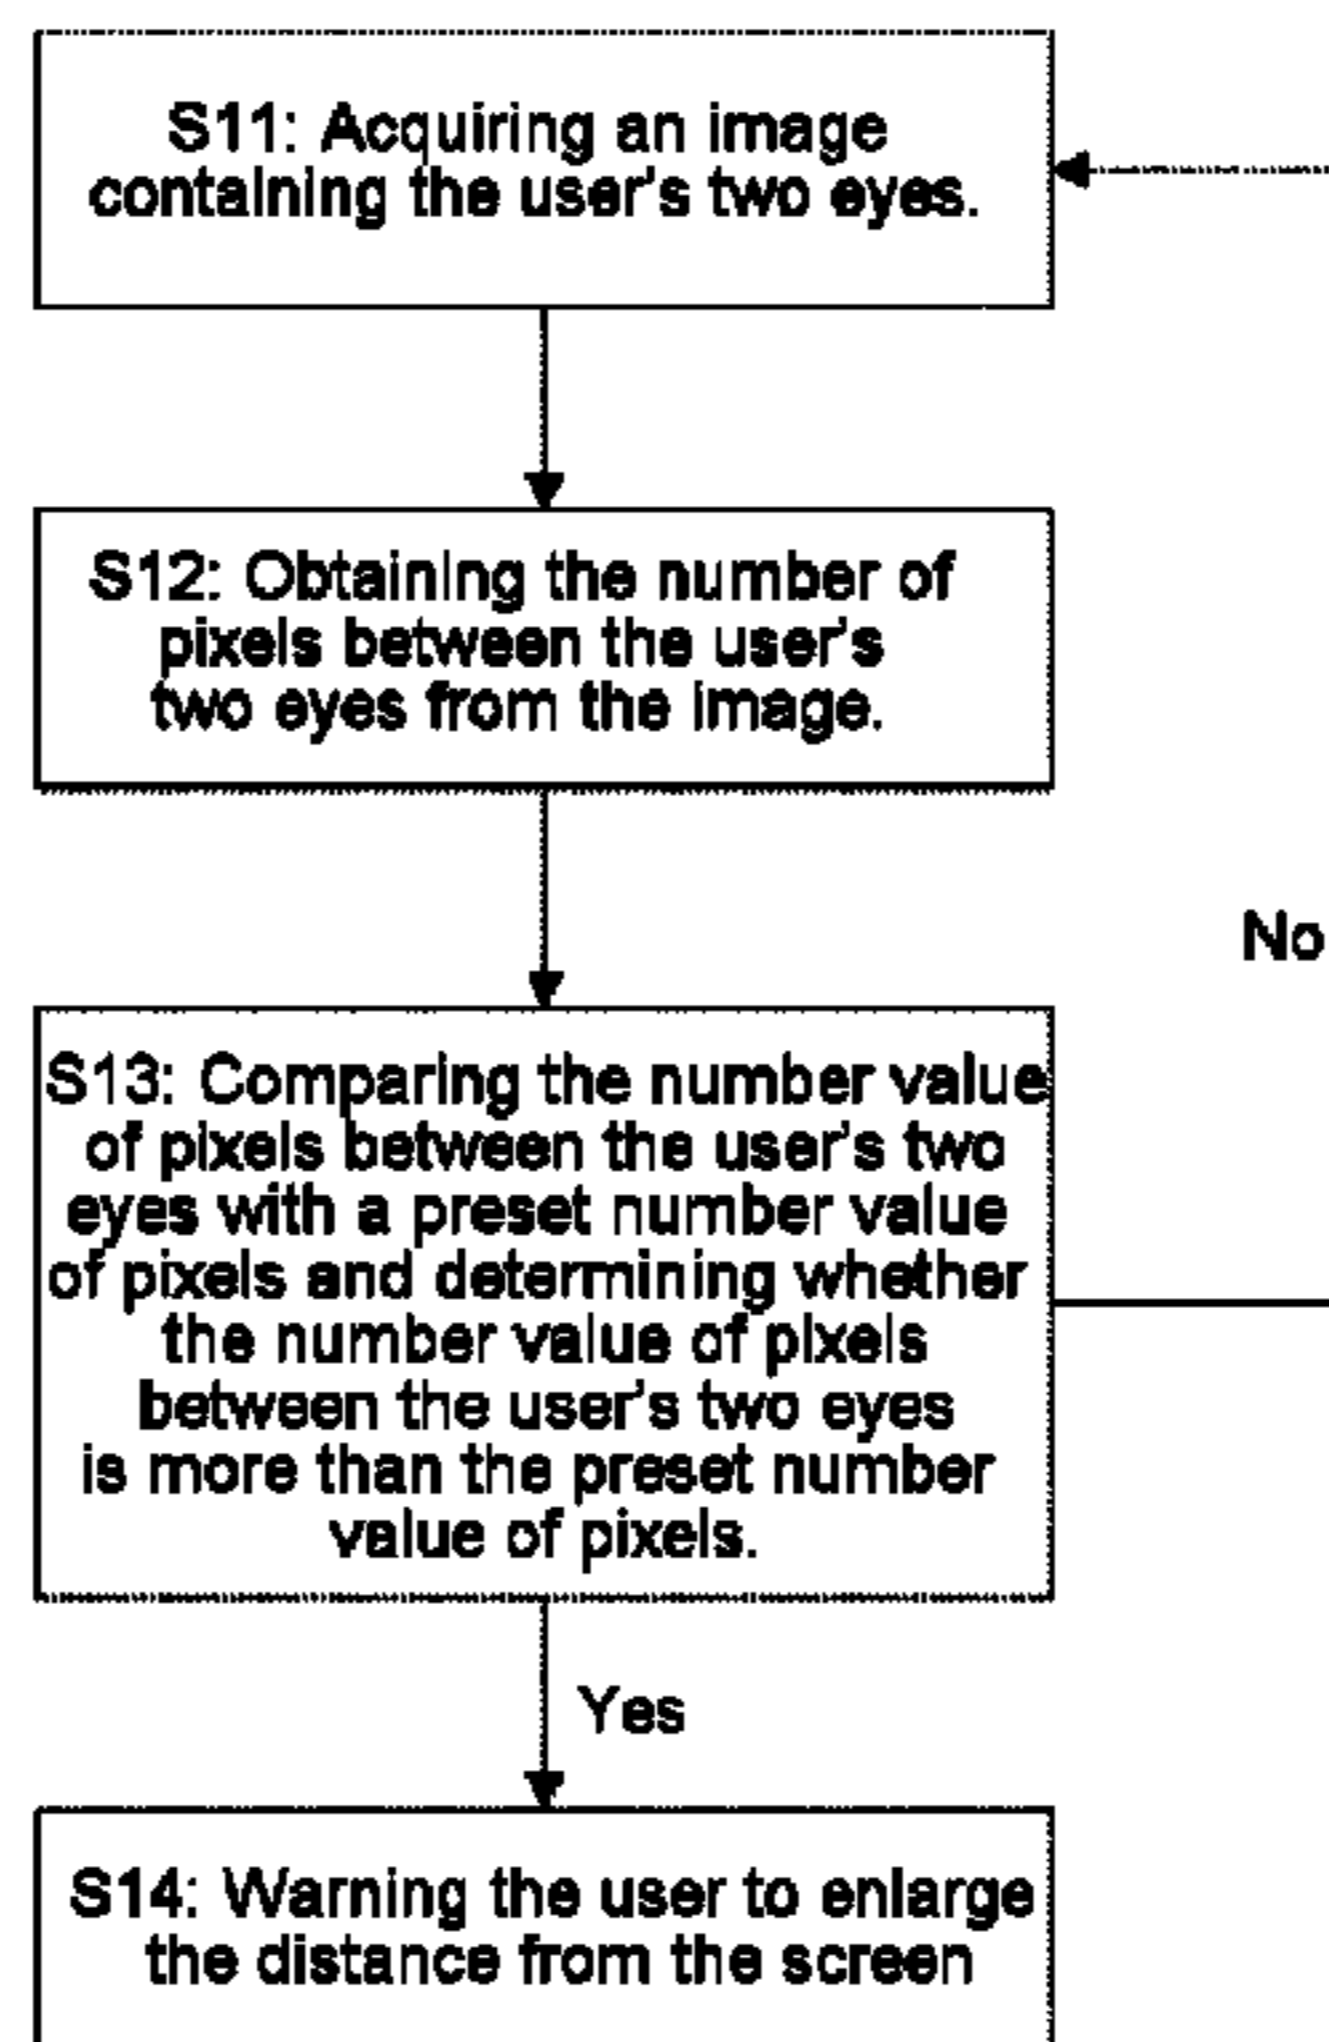 S11: Acquiring an image
containing the user's two eyes.
S12: Obtaining the number of
pixels between the user's
two eyes from the image.
No
S13: Comparing the number value
of pixels between the user's two
eyes with a preset number value
of pixels and determining whether
the number value of pixels
between the user's two eyes
is more than the preset number
value of pixels.
Yes
S14: Warning the user to enlarge
the distance from the screen